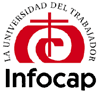 LA UNIVERSIDAD DEL TRABAJADOR
Infocap